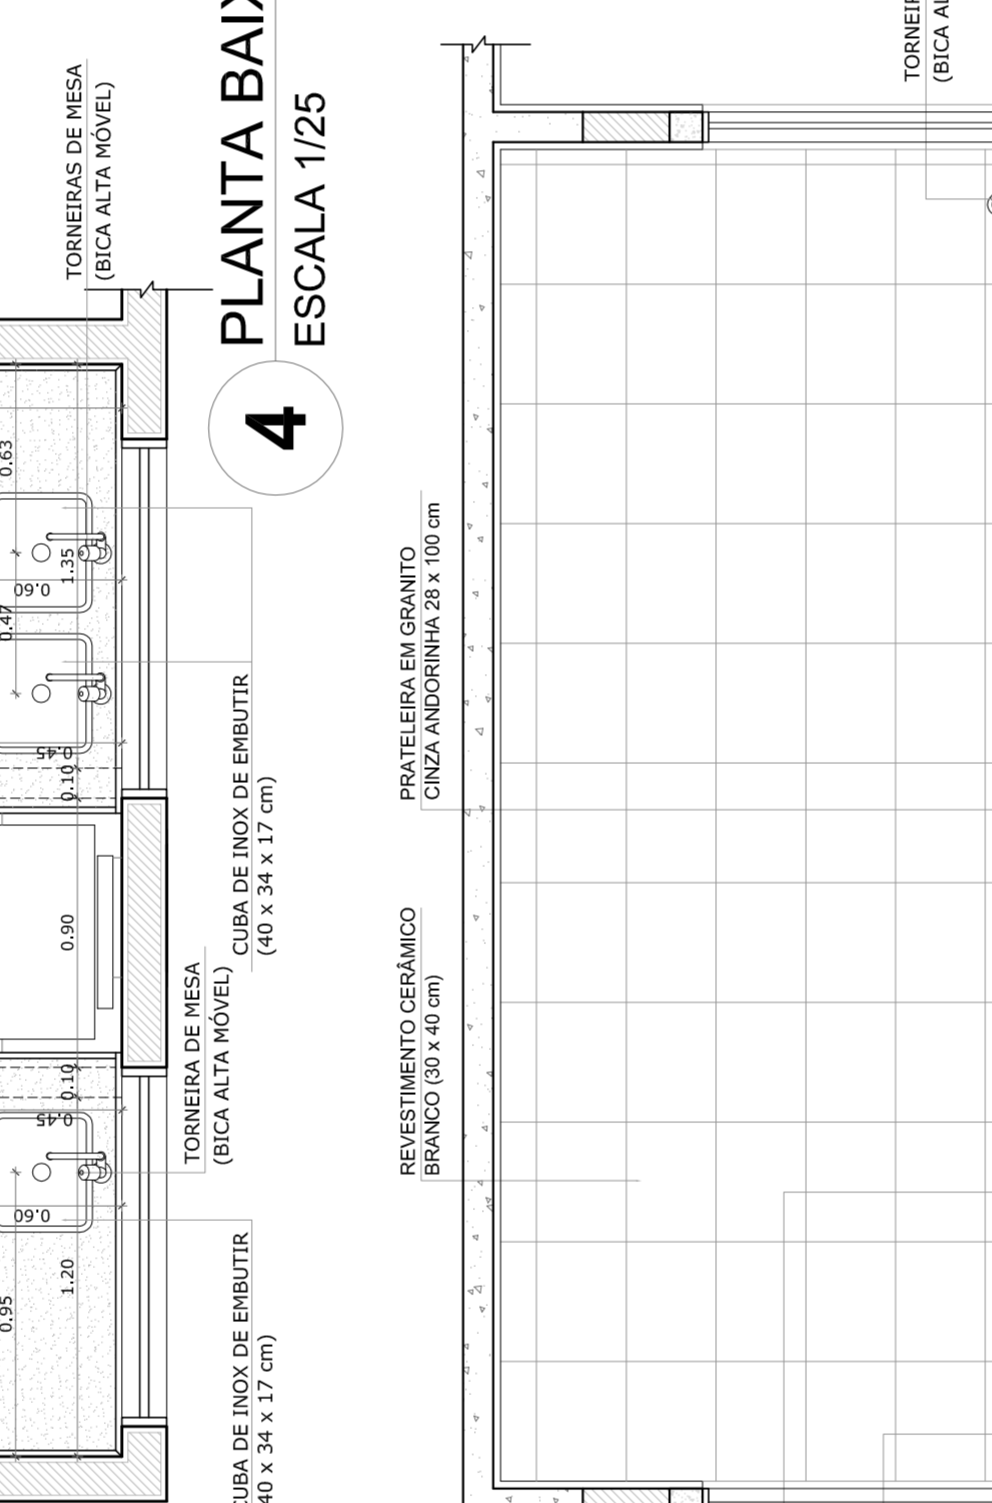 TORNEIRAS DE MESA
(BICA ALTA MÓVEL)
PLANTA BAIX
ESCALA 1/25
4
0.63
1.35
0.60
0.47
0.45
0.10
0.90
0.10
0.45
0.60
1.20
0.95
CUBA DE INOX DE EMBUTIR
(40 x 34 x 17 cm)
TORNEIRA DE MESA
(BICA ALTA MÓVEL)
CUBA DE INOX DE EMBUTIR
40 x 34 x 17 cm)
PRATELEIRA EM GRANITO
CINZA ANDORINHA 28 x 100 cm
REVESTIMENTO CERÂMICO
BRANCO (30 x 40 cm)
TORNEIR
(BICA AL